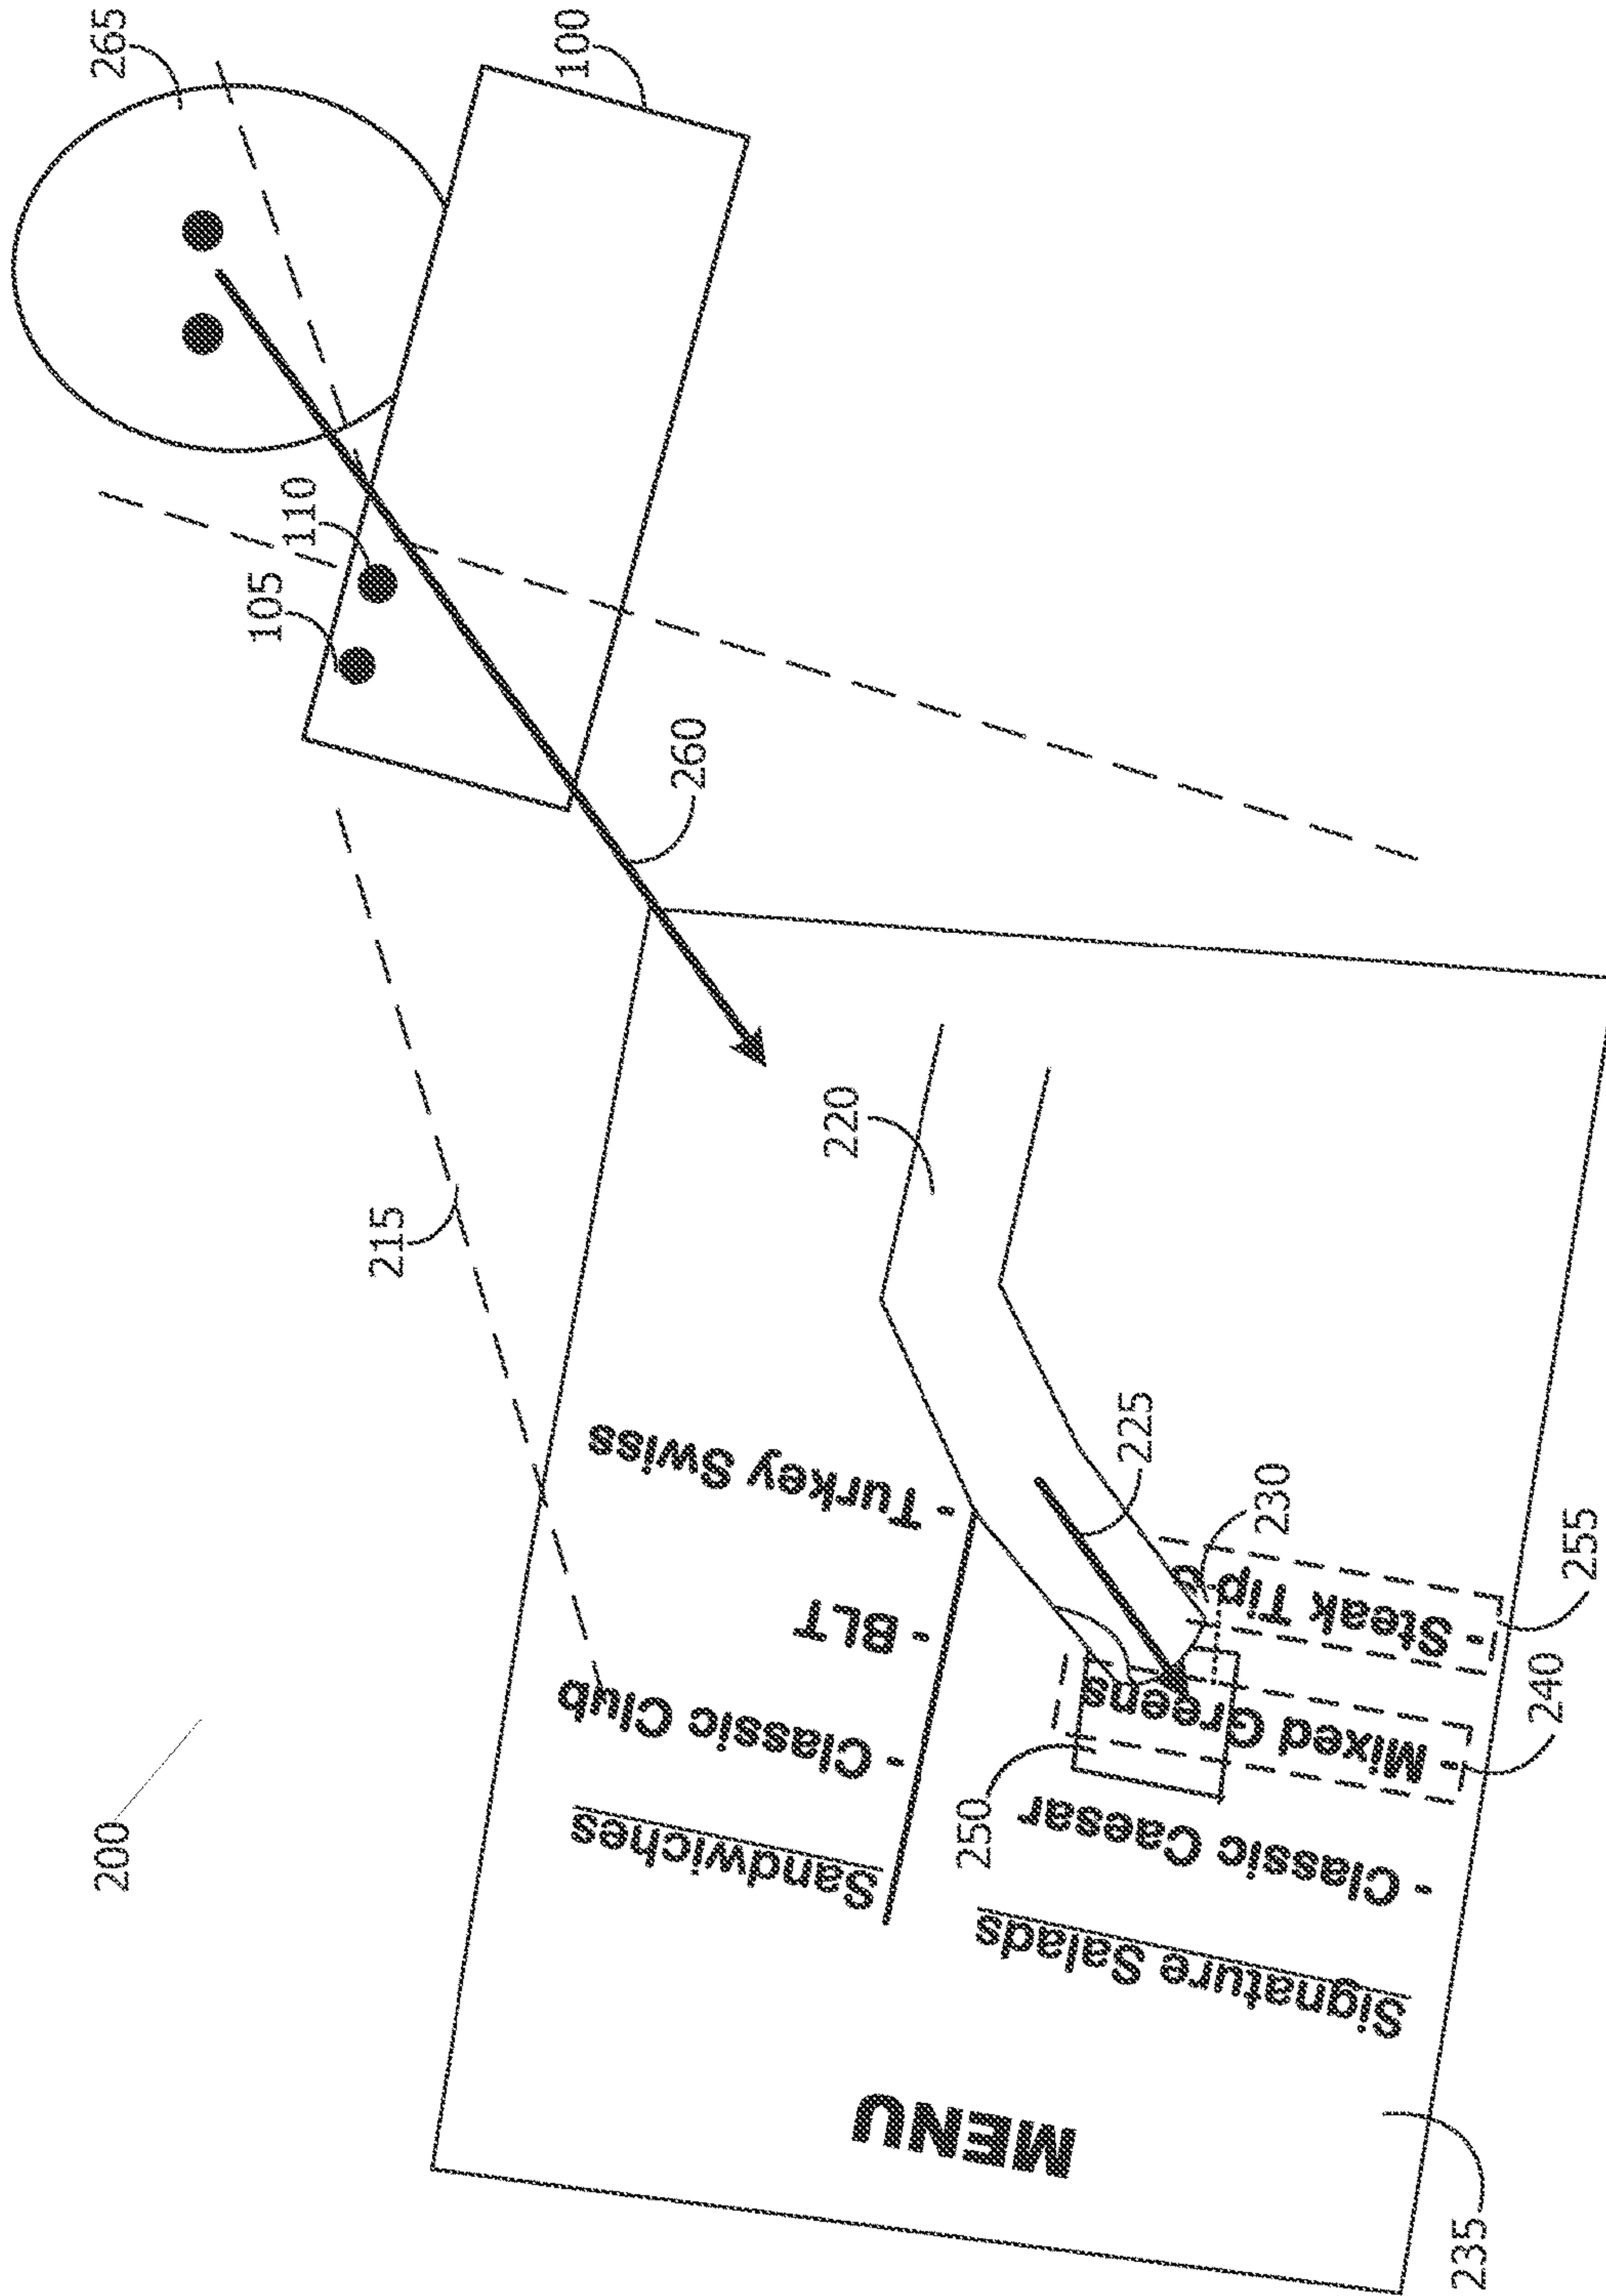 200
265
100
110
105
260
215
220
225
230
255
240
250
235
MENU
Signature Salads
· Classic Caesar
· Mixed Greens
· Steak Tip
Sandwiches
· Classic Club
· BLT
· Turkey Swiss